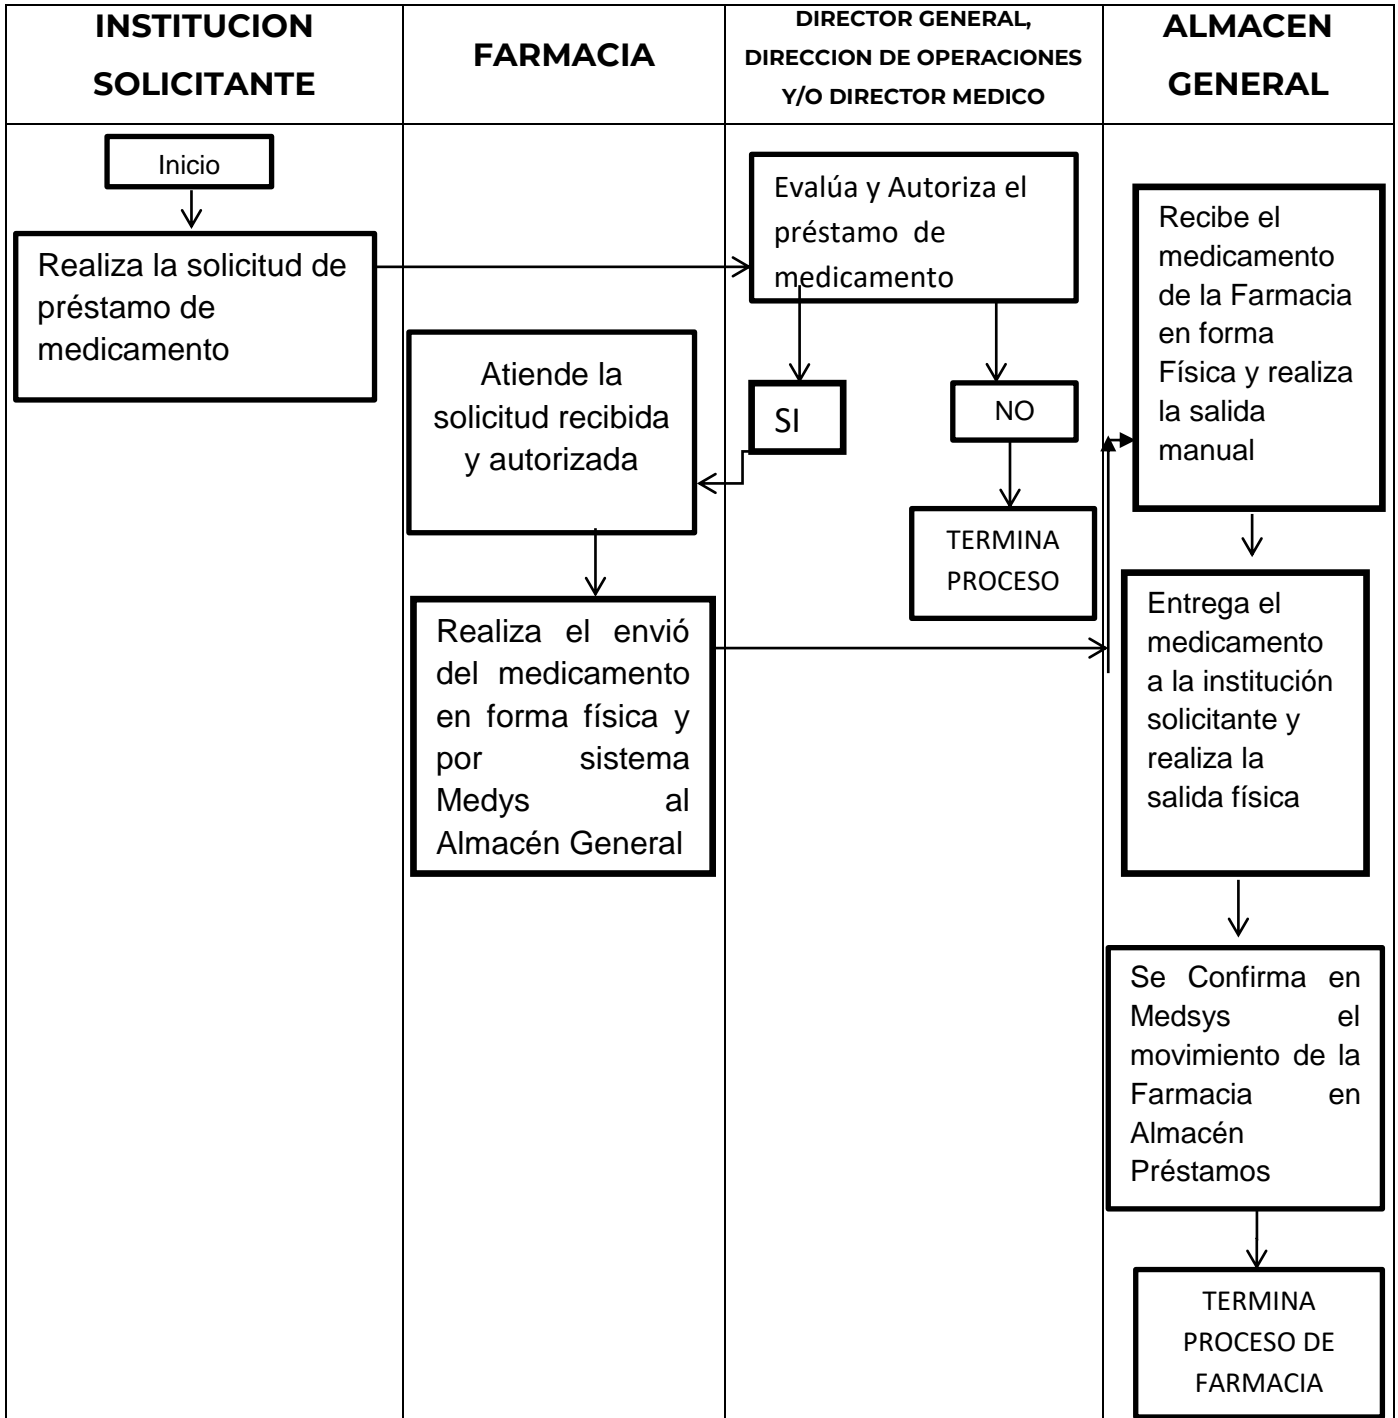 INSTITUCION
SOLICITANTE
FARMACIA
DIRECTOR GENERAL,
DIRECCION DE OPERACIONES
Y/O DIRECTOR MEDICO
ALMACEN
GENERAL
Inicio
Realiza la solicitud de
préstamo de
medicamento
Evalúa y Autoriza el
préstamo de
medicamento
SI
NO
TERMINA
PROCESO
Atiende la
solicitud recibida
y autorizada
Realiza el envió
del medicamento
en forma física y
por sistema
Medys al
Almacén General
Recibe el
medicamento
de la Farmacia
en forma
Física y realiza
la salida
manual
Entrega el
medicamento
a la institución
solicitante y
realiza la
salida física
Se Confirma en
Medsys el
movimiento de la
Farmacia en
Almacén
Préstamos
TERMINA
PROCESO DE
FARMACIA